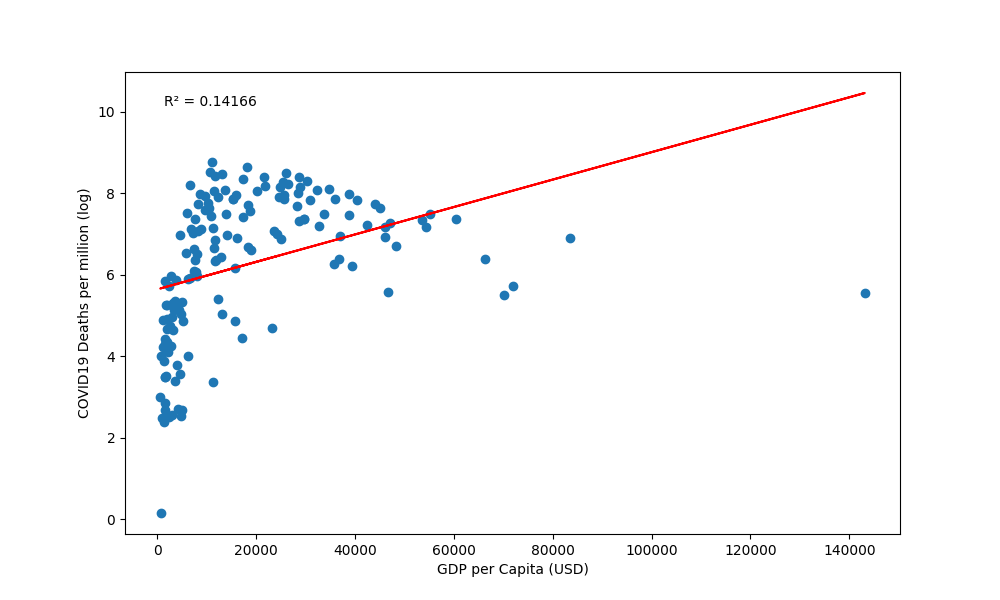 R² = 0.14166
10
8
6
4
2
0
COVID19 Deaths per million (log)
0 20000 40000 60000 80000 100000 120000 140000
GDP per Capita (USD)